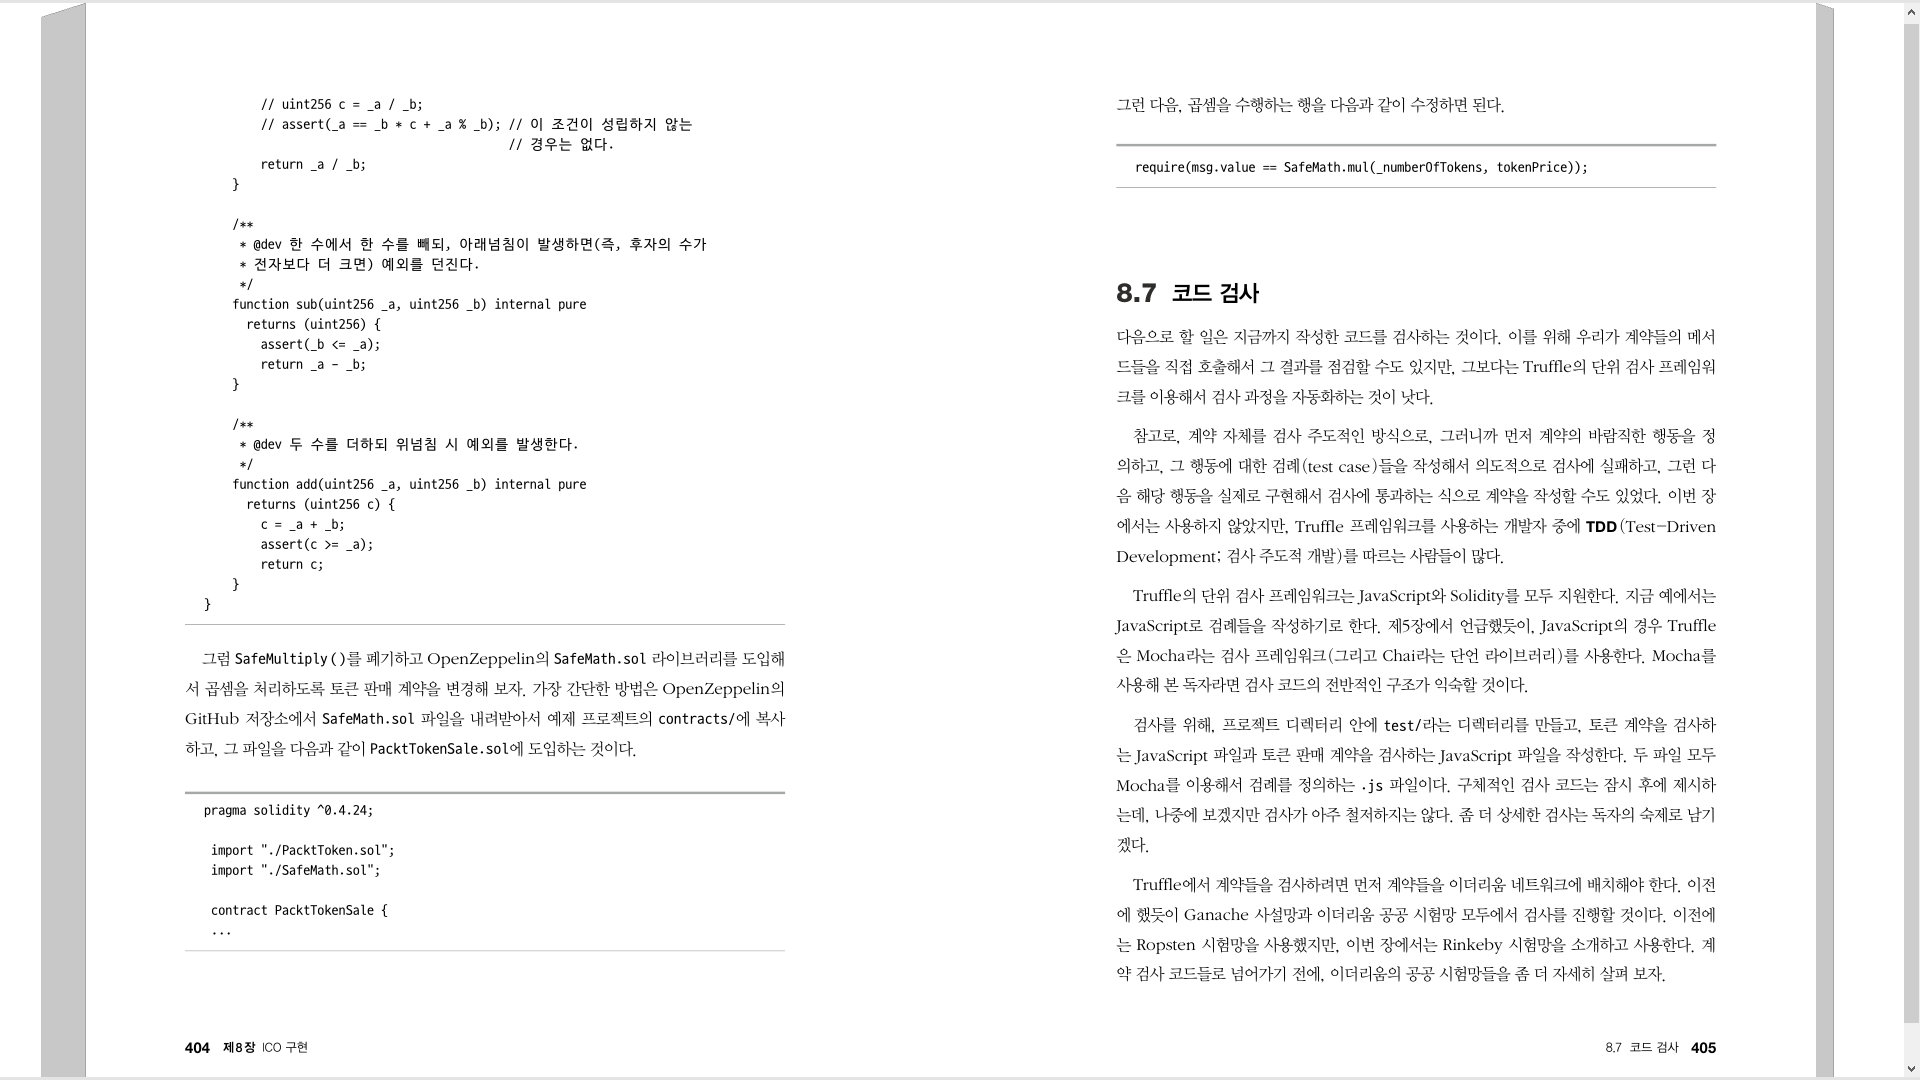 // uint256 c = _a / _b;
// assert(_a == _b * c + _a % _b); // 이 조건이 성립하지 않는
// 경우는 없다.
return _a / _b;
}
/**
* @dev 한 수에서 한 수를 빼되, 아래넘침이 발생하면(즉, 후자의 수가
* 전자보다 더 크면) 예외를 던진다.
*/
function sub(uint256 _a, uint256 _b) internal pure
returns (uint256) {
assert(_b <= _a);
return _a – _b;
}
/**
* @dev 두 수를 더하되 위넘침 시 예외를 발생한다.
*/
function add(uint256 _a, uint256 _b) internal pure
returns (uint256 c) {
c = _a + _b;
assert(c >= _a);
return c;
}
}
그럼 SafeMultiply()를 폐기하고 OpenZeppelin의 SafeMath.sol 라이브러리를 도입해
서 곱셈을 처리하도록 토큰 판매 계약을 변경해 보자. 가장 간단한 방법은 OpenZeppelin의
GitHub 저장소에서 SafeMath.sol 파일을 내려받아서 예제 프로젝트의 contracts/에 복사
하고, 그 파일을 다음과 같이 PacktTokenSale.sol에 도입하는 것이다.
pragma solidity ^0.4.24;
import "./PacktToken.sol";
import "./SafeMath.sol";
contract PacktTokenSale {
...
404 제8장 ICO 구현
그런 다음, 곱셈을 수행하는 행을 다음과 같이 수정하면 된다.
require(msg.value == SafeMath.mul(_numberOfTokens, tokenPrice));
8.7 코드 검사
다음으로 할 일은 지금까지 작성한 코드를 검사하는 것이다. 이를 위해 우리가 계약들의 메서
드들을 직접 호출해서 그 결과를 점검할 수도 있지만, 그보다는 Truffle의 단위 검사 프레임워
크를 이용해서 검사 과정을 자동화하는 것이 낫다.
참고로, 계약 자체를 검사 주도적인 방식으로, 그러니까 먼저 계약의 바람직한 행동을 정
의하고, 그 행동에 대한 검례(test case)들을 작성해서 의도적으로 검사에 실패하고, 그런 다
음 해당 행동을 실제로 구현해서 검사에 통과하는 식으로 계약을 작성할 수도 있었다. 이번 장
에서는 사용하지 않았지만, Truffle 프레임워크를 사용하는 개발자 중에 TDD(Test-Driven
Development; 검사 주도적 개발)를 따르는 사람들이 많다.
Truffle의 단위 검사 프레임워크는 JavaScript와 Solidity를 모두 지원한다. 지금 예에서는
JavaScript로 검례들을 작성하기로 한다. 제5장에서 언급했듯이, JavaScript의 경우 Truffle
은 Mocha라는 검사 프레임워크(그리고 Chai라는 단언 라이브러리)를 사용한다. Mocha를
사용해 본 독자라면 검사 코드의 전반적인 구조가 익숙할 것이다.
검사를 위해, 프로젝트 디렉터리 안에 test/라는 디렉터리를 만들고, 토큰 계약을 검사하
는 JavaScript 파일과 토큰 판매 계약을 검사하는 JavaScript 파일을 작성한다. 두 파일 모두
Mocha를 이용해서 검례를 정의하는 .js 파일이다. 구체적인 검사 코드는 잠시 후에 제시하
는데, 나중에 보겠지만 검사가 아주 철저하지는 않다. 좀 더 상세한 검사는 독자의 숙제로 남기
겠다.
Truffle에서 계약들을 검사하려면 먼저 계약들을 이더리움 네트워크에 배치해야 한다. 이전
에 했듯이 Ganache 사설망과 이더리움 공공 시험망 모두에서 검사를 진행할 것이다. 이전에
는 Ropsten 시험망을 사용했지만, 이번 장에서는 Rinkeby 시험망을 소개하고 사용한다. 계
약 검사 코드들로 넘어가기 전에, 이더리움의 공공 시험망들을 좀 더 자세히 살펴 보자.
8.7 코드 검사 405